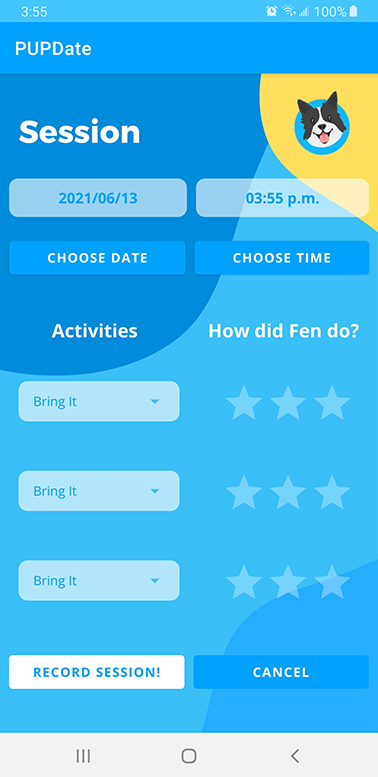 3:55 100%
PUPDate
Session
2021/06/13 03:55 p.m.
CHOOSE DATE CHOOSE TIME
Activities How did Fen do?
Bring It
Bring It
Bring It
RECORD SESSION! CANCEL